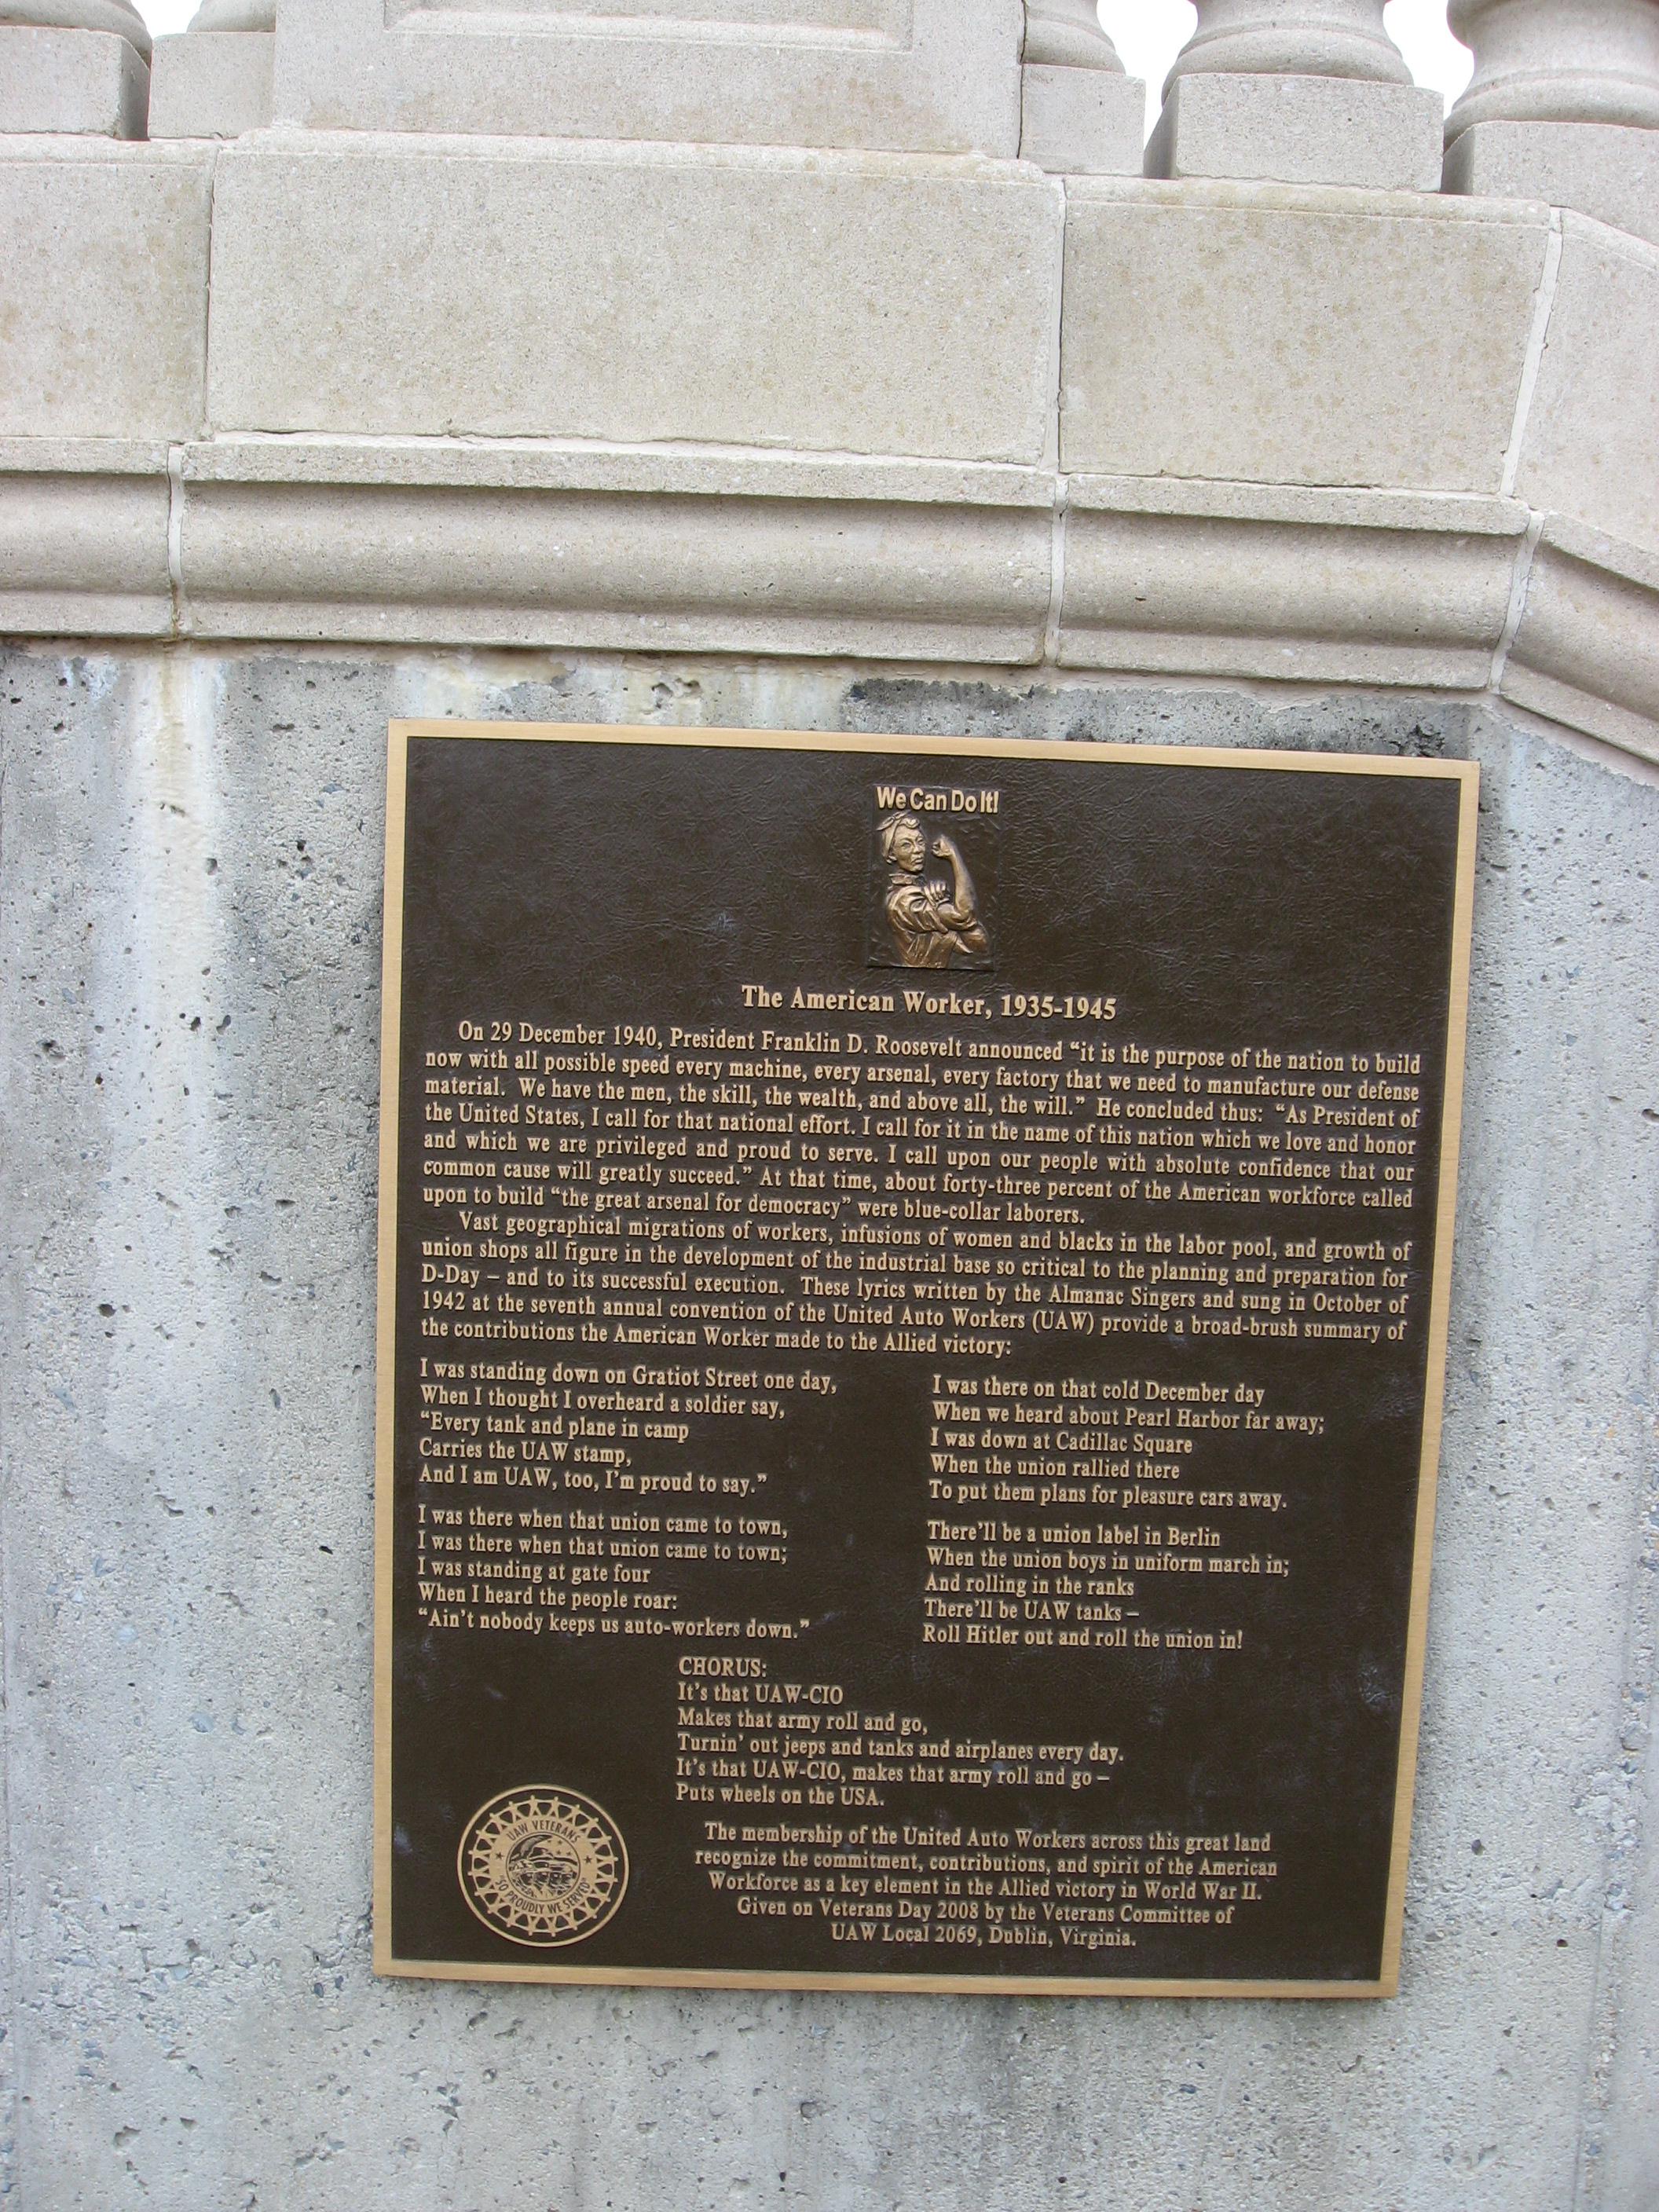 We Can Do It!
The American Worker, 1935-1945
On 29 December 1940, President Franklin D. Roosevelt announced “it is the purpose of the nation to build
now with all possible speed every machine, every arsenal, every factory that we need to manufacture our defense
material. We have the men, the skill, the wealth, and above all, the will.” He concluded thus: “As President of
the United States, I call for that national effort. I call for it in the name of this nation which we love and honor
and which we are privileged and proud to serve. I call upon our people with absolute confidence that our
common cause will greatly succeed.” At that time, about forty-three percent of the American workforce called
upon to build “the great arsenal for democracy” were blue-collar laborers.
Vast geographical migrations of workers, infusions of women and blacks in the labor pool, and growth of
union shops all figure in the development of the industrial base so critical to the planning and preparation for
D-Day – and to its successful execution. These lyrics written by the Almanac Singers and sung in October of
1942 at the seventh annual convention of the United Auto Workers (UAW) provide a broad-brush summary of
the contributions the American Worker made to the Allied victory:
I was standing down on Gratiot Street one day,
When I thought I overheard a soldier say,
“Every tank and plane in camp
Carries the UAW stamp,
And I am UAW, too, I’m proud to say.”
I was there when that union came to town,
I was there when that union came to town;
I was standing at gate four
When I heard the people roar:
“Ain’t nobody keeps us auto-workers down.”
I was there on that cold December day
When we heard about Pearl Harbor far away;
I was down at Cadillac Square
When the union rallied there
To put them plans for pleasure cars away.
There’ll be a union label in Berlin
When the union boys in uniform march in;
And rolling in the ranks
There’ll be UAW tanks –
Roll Hitler out and roll the union in!
CHORUS:
It’s that UAW-CIO
Makes that army roll and go,
Turnin’ out jeeps and tanks and airplanes every day.
It’s that UAW-CIO, makes that army roll and go –
Puts wheels on the USA.
UAW VETERANS
"SO PROUDLY WE SERVED"
The membership of the United Auto Workers across this great land
recognize the commitment, contributions, and spirit of the American
Workforce as a key element in the Allied victory in World War II.
Given on Veterans Day 2008 by the Veterans Committee of
UAW Local 2069, Dublin, Virginia.